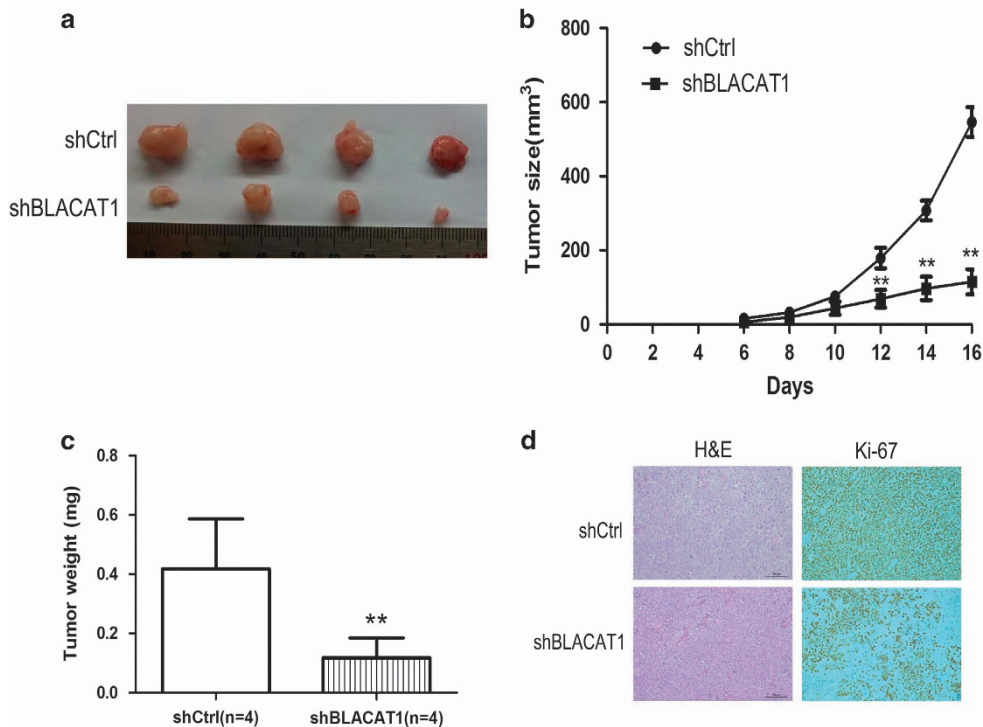 a
shCtrl
shBLACAT1
b
800
600
400
200
0
Tumor size(mm³)
shCtrl
shBLACAT1
**
**
**
0 2 4 6 8 10 12 14 16
Days
c
0.8
0.6
0.4
0.2
0.0
Tumor weight (mg)
**
shCtrl(n=4) shBLACAT1(n=4)
d
H&E Ki-67
shCtrl
shBLACAT1